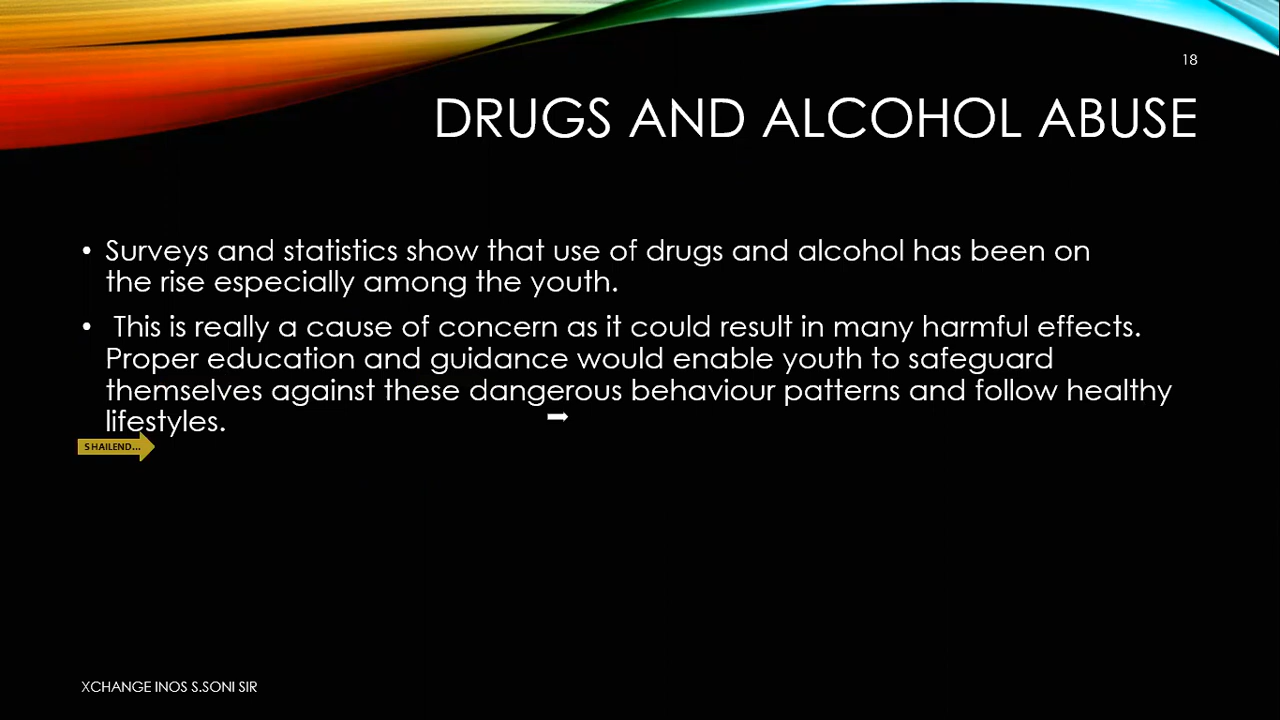 18
DRUGS AND ALCOHOL ABUSE
• Surveys and statistics show that use of drugs and alcohol has been on
the rise especially among the youth.
• This is really a cause of concern as it could result in many harmful effects.
Proper education and guidance would enable youth to safeguard
themselves against these dangerous behaviour patterns and follow healthy
lifestyles.
SHAILEND...
XCHANGE INOS S.SONI SIR